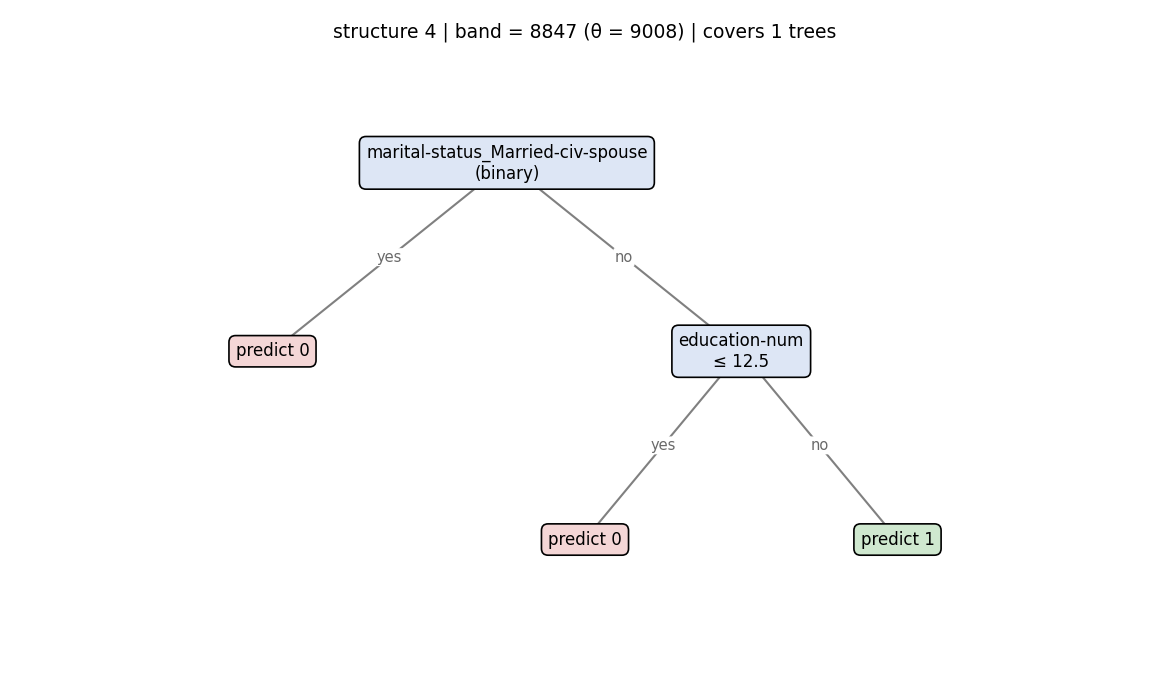 structure 4 | band = 8847 (θ = 9008) | covers 1 trees
marital-status_Married-civ-spouse
(binary)
yes
no
predict 0
education-num
≤ 12.5
yes
no
predict 0
predict 1